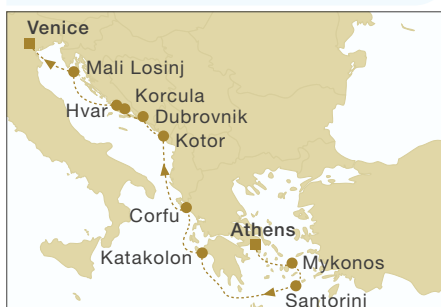 Venice
Mali Losinj
Korcula
Hvar
Dubrovnik
Kotor
Corfu
Athens
Katakolon
Mykonos
Santorini